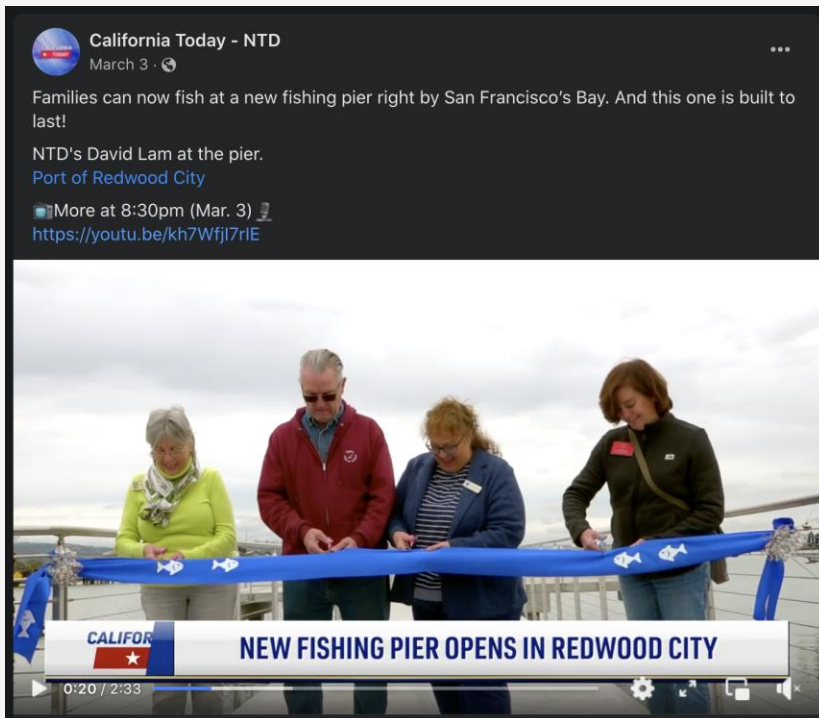 California Today - NTD
March 3 ·
Families can now fish at a new fishing pier right by San Francisco's Bay. And this one is built to
last!
NTD's David Lam at the pier.
Port of Redwood City
More at 8:30pm (Mar. 3)
https://youtu.be/kh7WfjI7rlE
CALIFOR
NEW FISHING PIER OPENS IN REDWOOD CITY
0:20 / 2:33